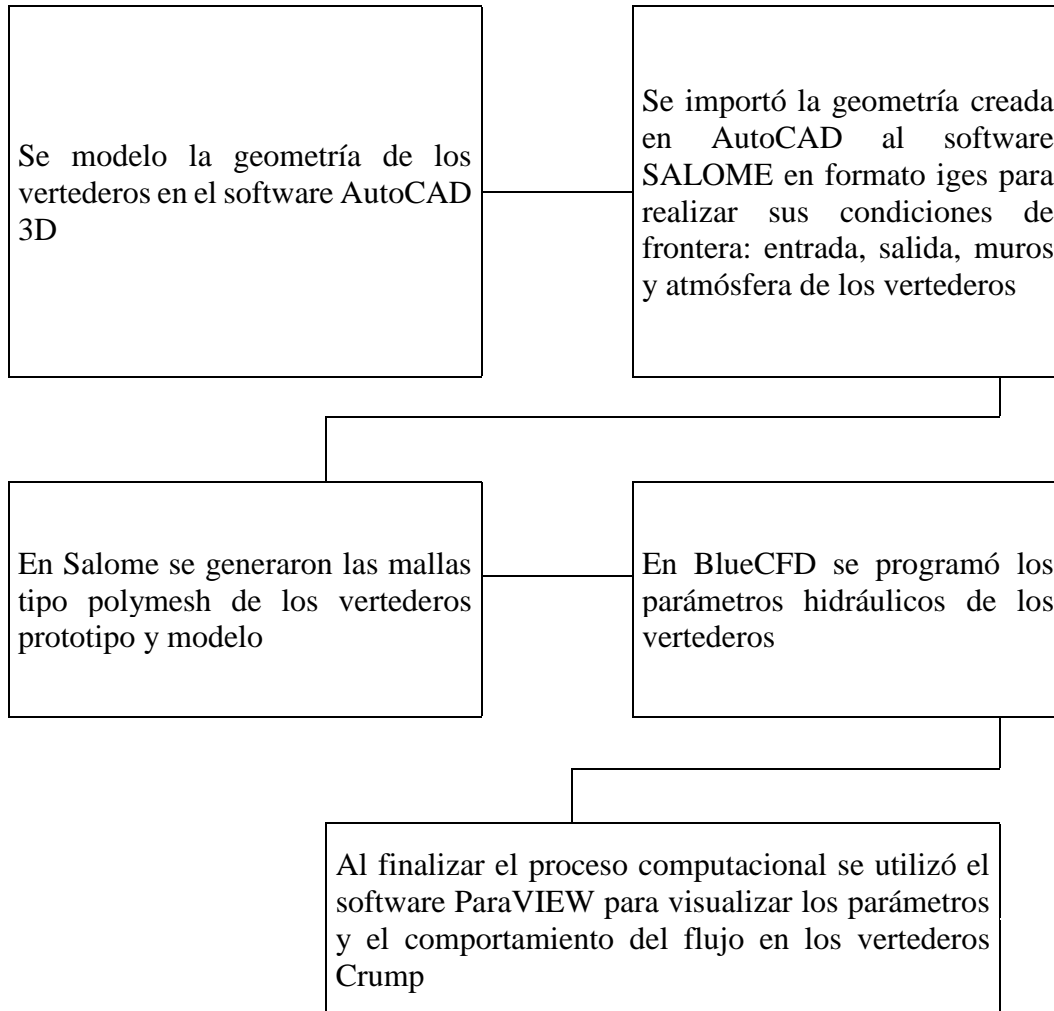 Se modelo la geometría de los
vertederos en el software AutoCAD
3D
Se importó la geometría creada
en AutoCAD al software
SALOME en formato iges para
realizar sus condiciones de
frontera: entrada, salida, muros
y atmósfera de los vertederos
En Salome se generaron las mallas
tipo polymesh de los vertederos
prototipo y modelo
En BlueCFD se programó los
parámetros hidráulicos de los
vertederos
Al finalizar el proceso computacional se utilizó el
software ParaVIEW para visualizar los parámetros
y el comportamiento del flujo en los vertederos
Crump